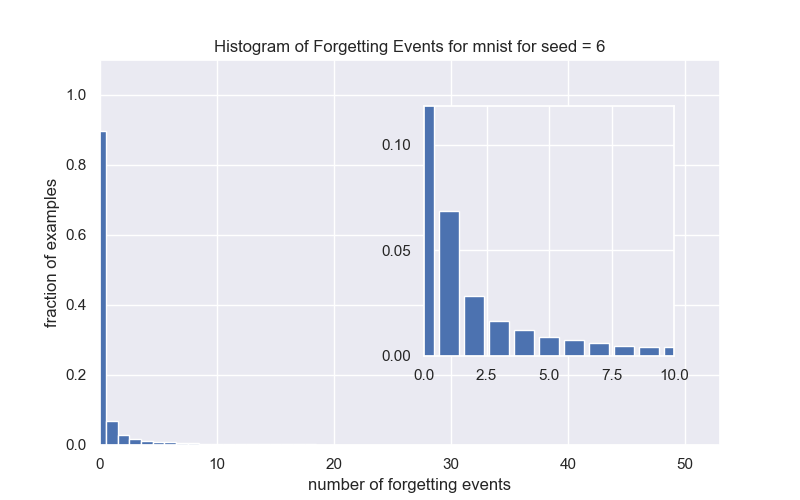 Histogram of Forgetting Events for mnist for seed = 6
fraction of examples
1.0
0.8
0.6
0.4
0.2
0.0
0 10 20 30 40 50
number of forgetting events
0.10
0.05
0.00
0.0 2.5 5.0 7.5 10.0